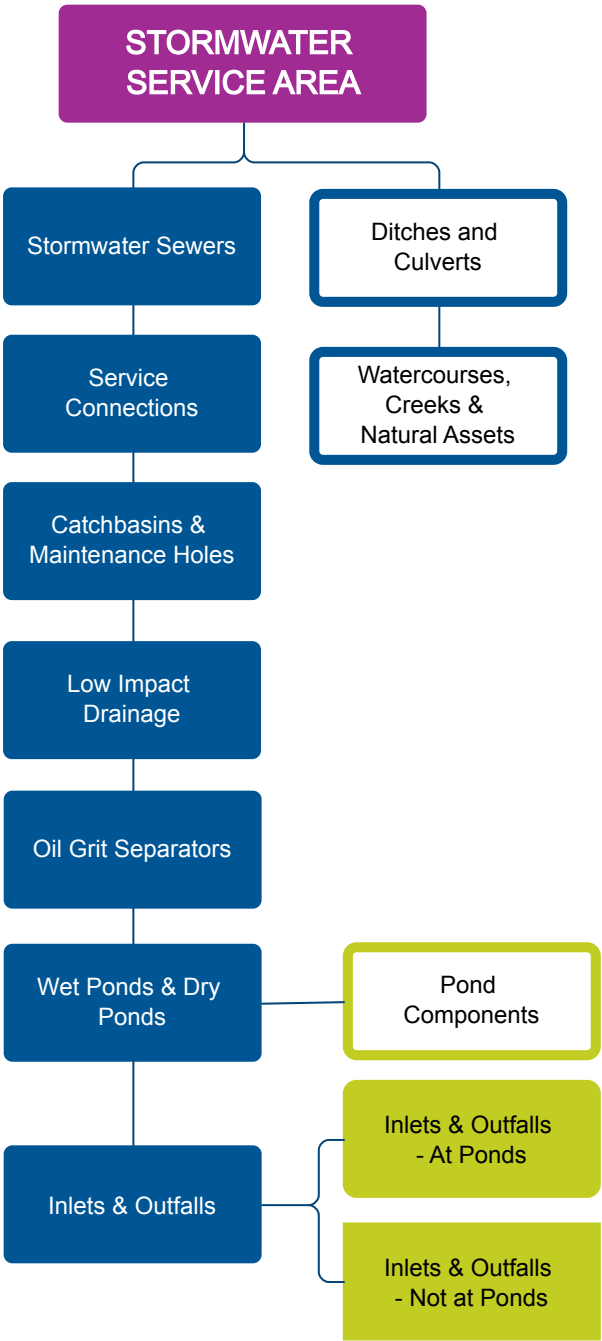 STORMWATER
SERVICE AREA
Stormwater Sewers
Ditches and
Culverts
Service
Connections
Watercourses,
Creeks &
Natural Assets
Catchbasins &
Maintenance Holes
Low Impact
Drainage
Oil Grit Separators
Wet Ponds & Dry
Ponds
Pond
Components
Inlets & Outfalls
Inlets & Outfalls
- At Ponds
Inlets & Outfalls
- Not at Ponds